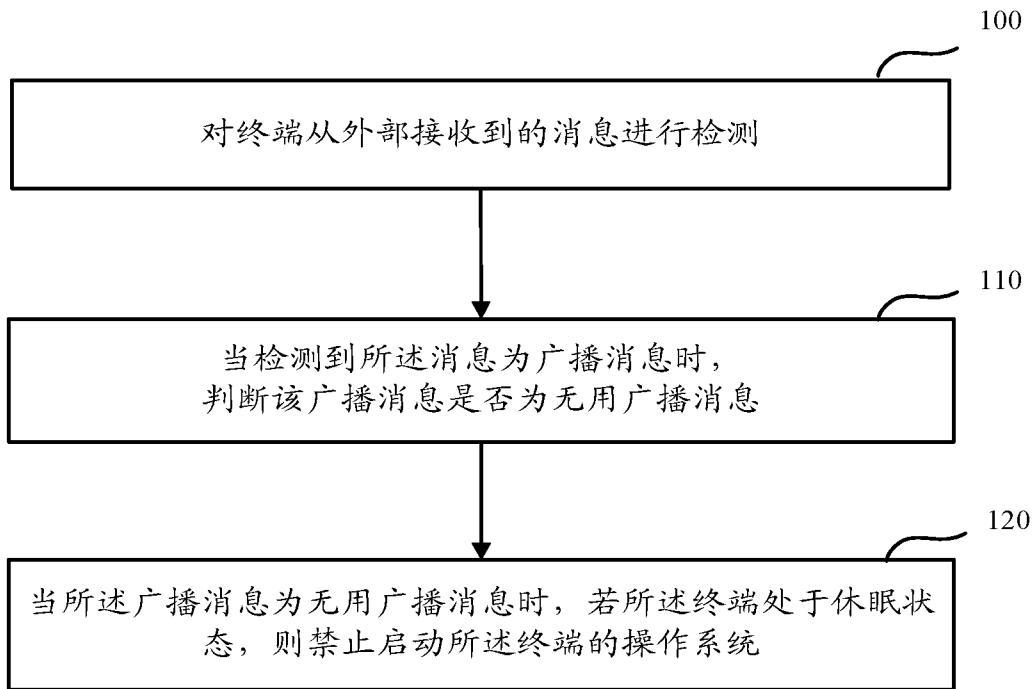 100
对终端从外部接收到的消息进行检测
110
当检测到所述消息为广播消息时，
判断该广播消息是否为无用广播消息
120
当所述广播消息为无用广播消息时，若所述终端处于休眠状
态，则禁止启动所述终端的操作系统